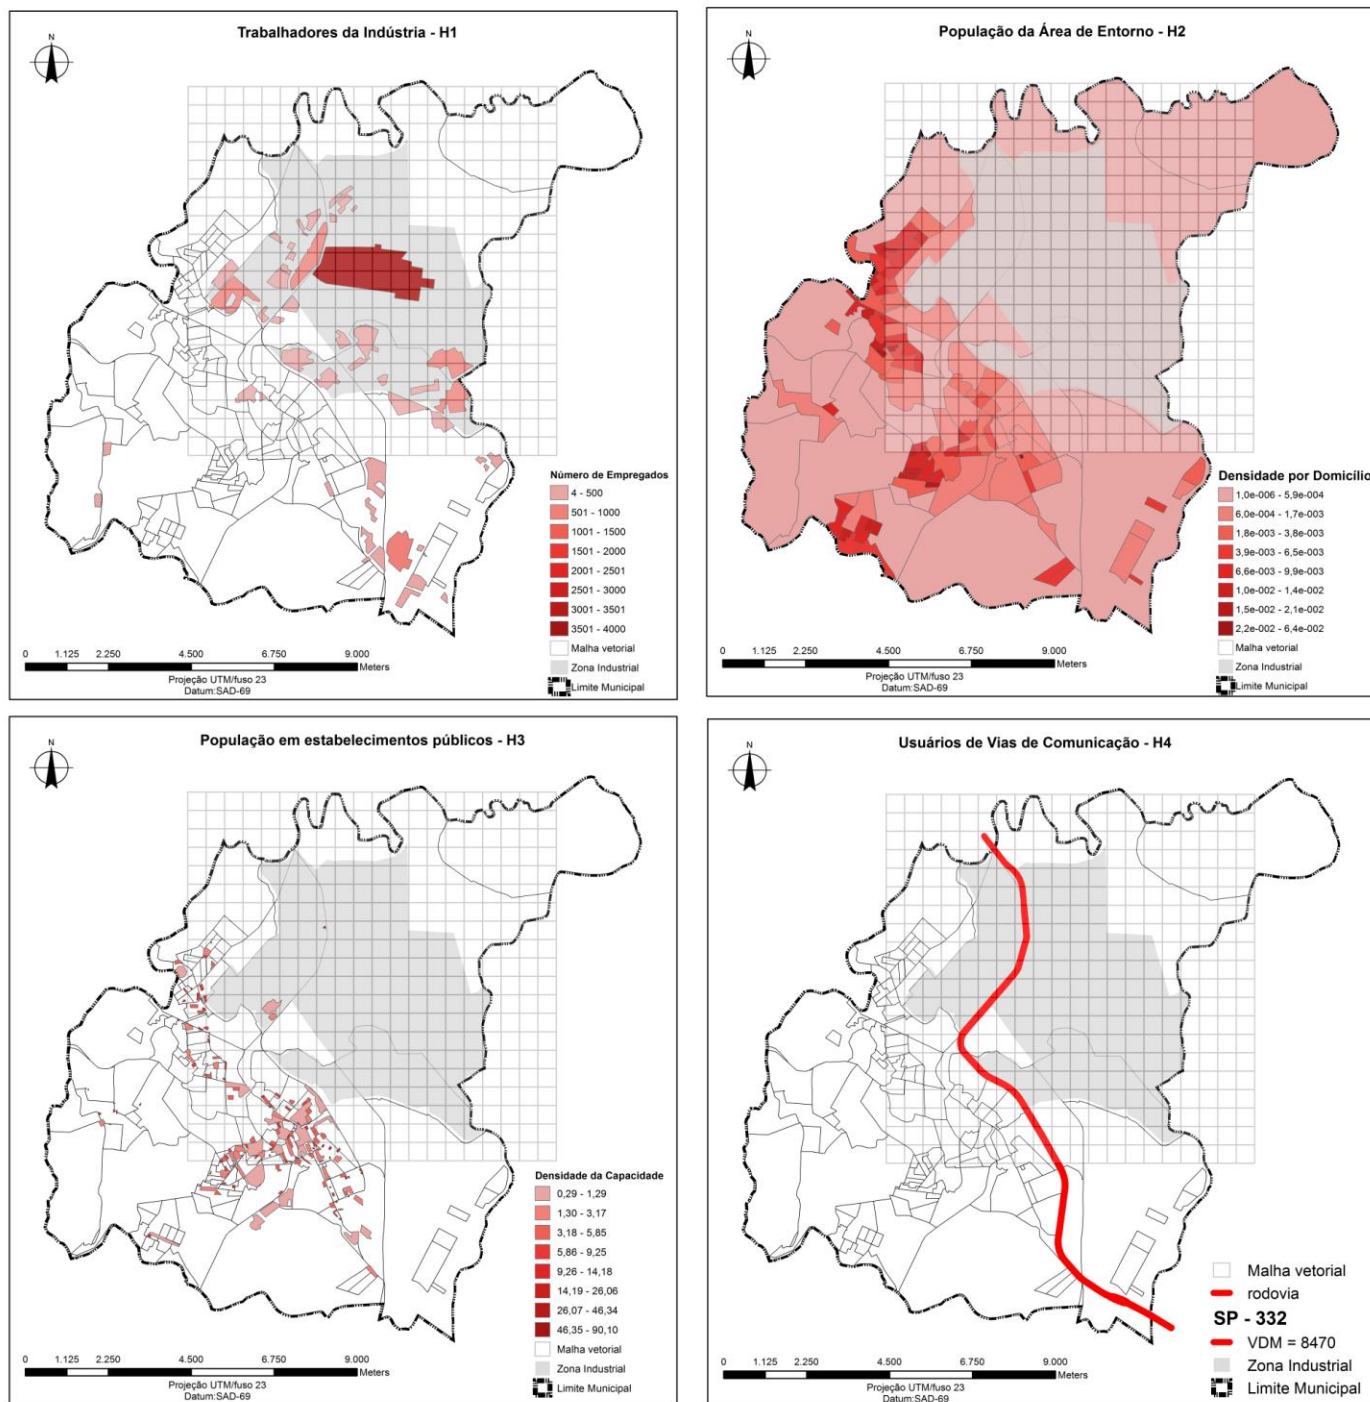 Trabalhadores da Indústria - H1
N
Número de Empregados
4 - 500
501 - 1000
1001 - 1500
1501 - 2000
2001 - 2501
2501 - 3000
3001 - 3501
3501 - 4000
Malha vetorial
Zona Industrial
Limite Municipal
0 1.125 2.250 4.500 6.750 9.000
Meters
Projeção UTM/fuso 23
Datum:SAD-69
População da Área de Entorno - H2
N
Densidade por Domicílio
1,0e-006 - 5,9e-004
6,0e-004 - 1,7e-003
1,8e-003 - 3,8e-003
3,9e-003 - 6,5e-003
6,6e-003 - 9,9e-003
1,0e-002 - 1,4e-002
1,5e-002 - 2,1e-002
2,2e-002 - 6,4e-002
Malha vetorial
Zona Industrial
Limite Municipal
0 1.125 2.250 4.500 6.750 9.000
Meters
Projeção UTM/fuso 23
Datum:SAD-69
População em estabelecimentos públicos - H3
N
Densidade da Capacidade
0,29 - 1,29
1,30 - 3,17
3,18 - 5,85
5,86 - 9,25
9,26 - 14,18
14,19 - 26,06
26,07 - 46,34
46,35 - 90,10
Malha vetorial
Zona Industrial
Limite Municipal
0 1.125 2.250 4.500 6.750 9.000
Meters
Projeção UTM/fuso 23
Datum:SAD-69
Usuários de Vias de Comunicação - H4
N
Malha vetorial
rodovia
SP - 332
VDM = 8470
Zona Industrial
Limite Municipal
0 1.125 2.250 4.500 6.750 9.000
Meters
Projeção UTM/fuso 23
Datum:SAD-69